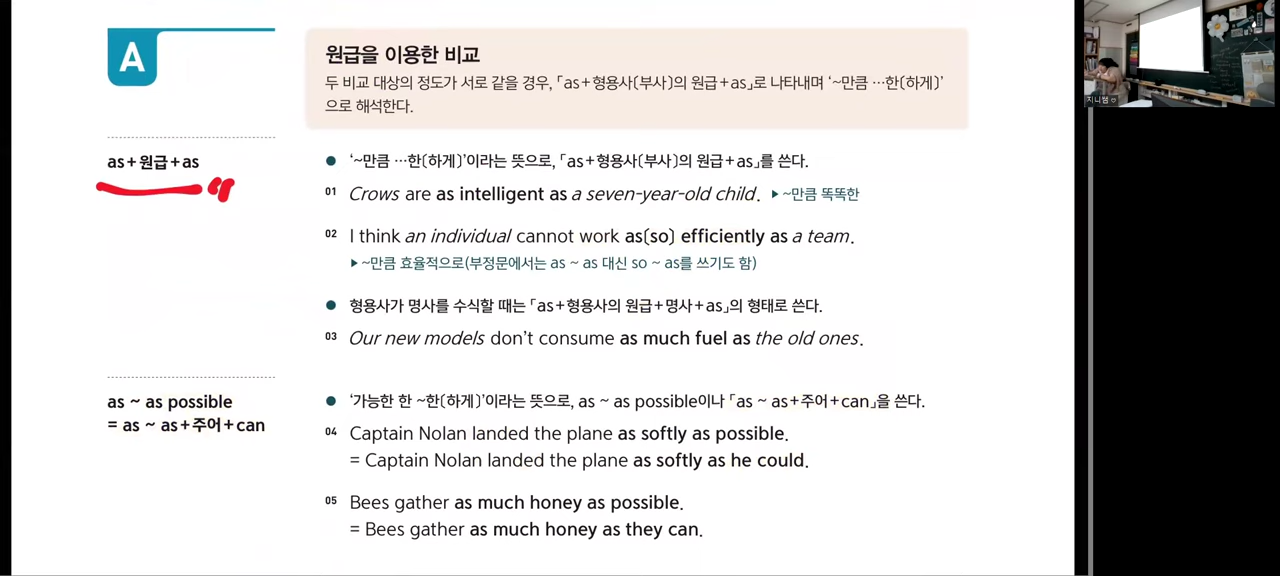 A
원급을 이용한 비교
두 비교 대상의 정도가 서로 같을 경우, 「as+형용사(부사)의 원급+as」로 나타내며 ‘~만큼 …한(하게)’
으로 해석한다.
as+원급+as
● ‘~만큼 …한(하게)’이라는 뜻으로, 「as+형용사(부사)의 원급+as」를 쓴다.
01 Crows are as intelligent as a seven-year-old child. ▶ ~만큼 똑똑한
02 I think an individual cannot work as(so) efficiently as a team.
▶ ~만큼 효율적으로(부정문에서는 as ~ as 대신 so ~ as를 쓰기도 함)
● 형용사가 명사를 수식할 때는 「as+형용사의 원급+명사+as」의 형태로 쓴다.
03 Our new models don’t consume as much fuel as the old ones.
as ~ as possible
= as ~ as+주어+can
● ‘가능한 한 ~한(하게)’이라는 뜻으로, as ~ as possible이나 「as ~ as+주어+can」을 쓴다.
04 Captain Nolan landed the plane as softly as possible.
= Captain Nolan landed the plane as softly as he could.
05 Bees gather as much honey as possible.
= Bees gather as much honey as they can.
지니쌤☺